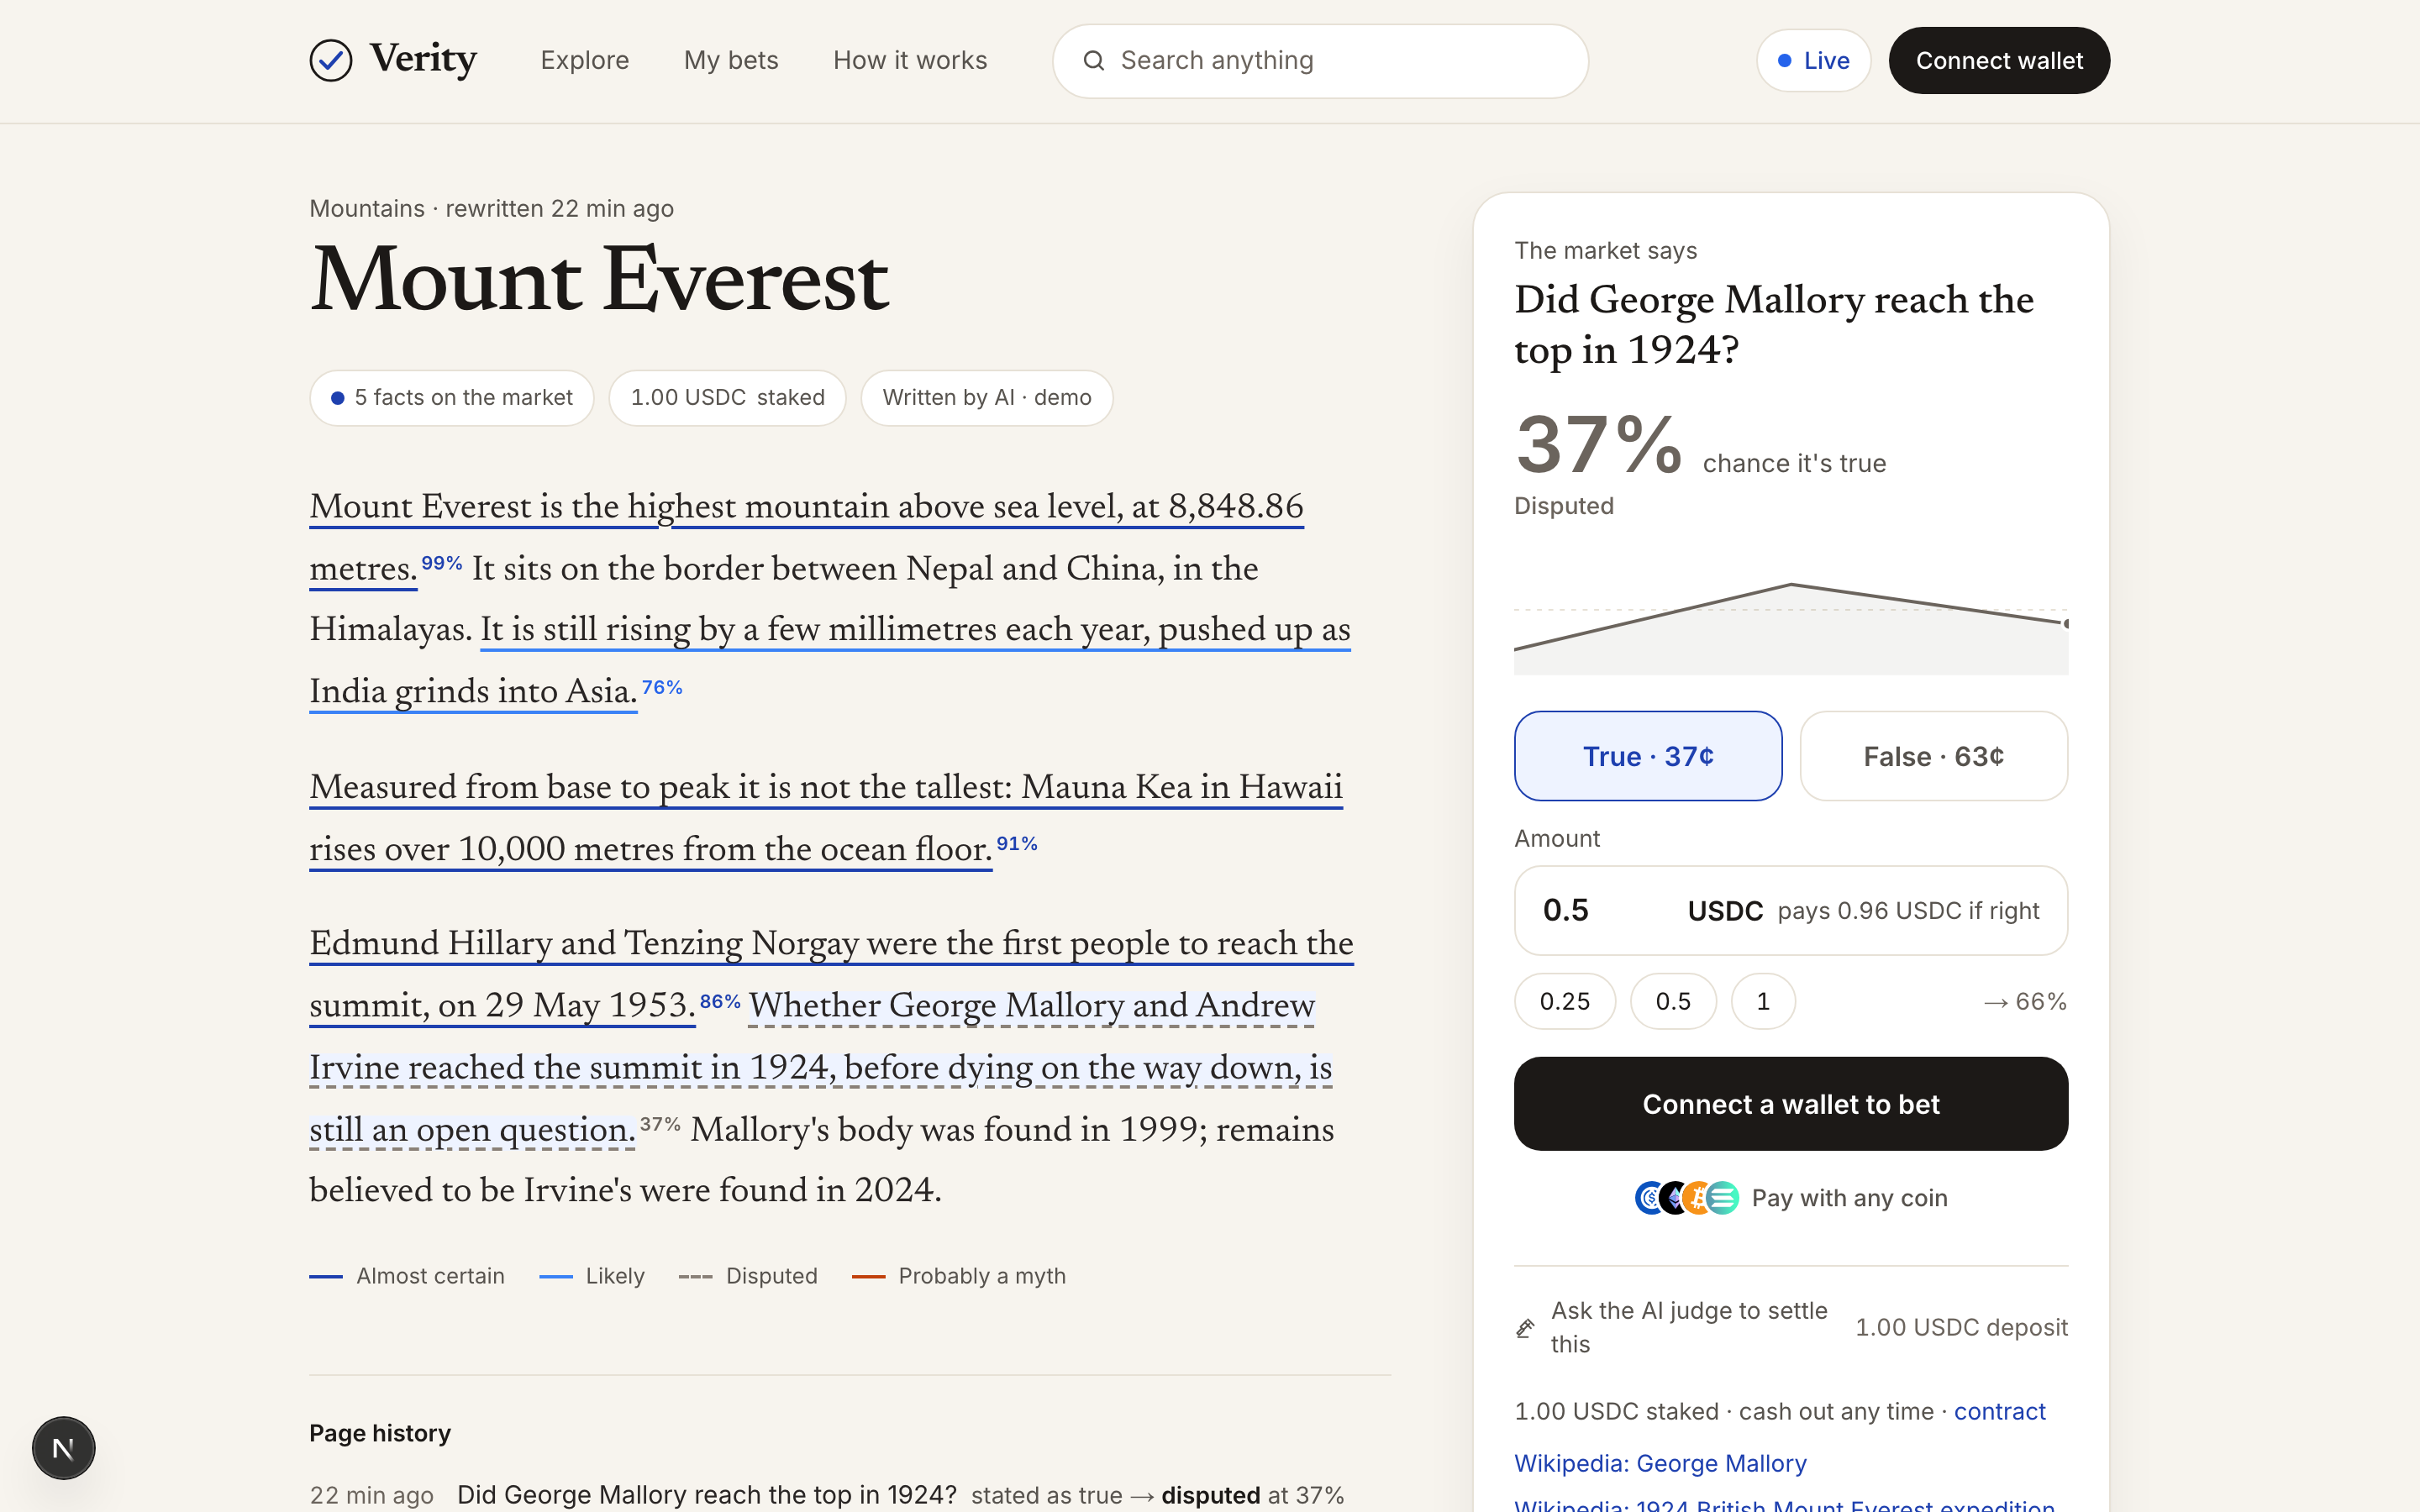 Verity
Explore
My bets
How it works
Search anything
Live
Connect wallet
Mountains · rewritten 22 min ago
Mount Everest
5 facts on the market
1.00 USDC staked
Written by AI · demo
Mount Everest is the highest mountain above sea level, at 8,848.86
metres. 99% It sits on the border between Nepal and China, in the
Himalayas. It is still rising by a few millimetres each year, pushed up as
India grinds into Asia. 76%
Measured from base to peak it is not the tallest: Mauna Kea in Hawaii
rises over 10,000 metres from the ocean floor. 91%
Edmund Hillary and Tenzing Norgay were the first people to reach the
summit, on 29 May 1953. 86% Whether George Mallory and Andrew
Irvine reached the summit in 1924, before dying on the way down, is
still an open question. 37% Mallory's body was found in 1999; remains
believed to be Irvine's were found in 2024.
Almost certain
Likely
Disputed
Probably a myth
Page history
22 min ago Did George Mallory reach the top in 1924? stated as true → disputed at 37%
The market says
Did George Mallory reach the
top in 1924?
37% chance it's true
Disputed
True · 37¢
False · 63¢
Amount
0.5 USDC pays 0.96 USDC if right
0.25
0.5
1
→ 66%
Connect a wallet to bet
Pay with any coin
Ask the AI judge to settle
this
1.00 USDC deposit
1.00 USDC staked · cash out any time · contract
Wikipedia: George Mallory
Wikipedia: 1924 British Mount Everest expedition
N